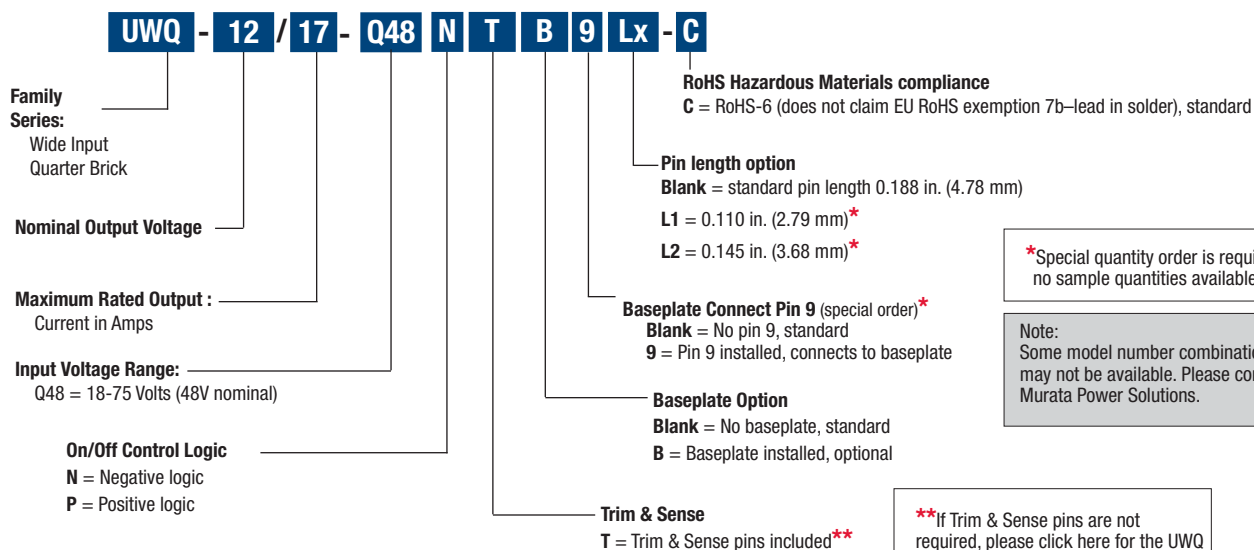 UWQ - 12 / 17 - Q48 N T B 9 Lx - C
RoHS Hazardous Materials compliance
C = RoHS-6 (does not claim EU RoHS exemption 7b–lead in solder), standard
Family
Series:
Wide Input
Quarter Brick
Pin length option
Blank = standard pin length 0.188 in. (4.78 mm)
L1 = 0.110 in. (2.79 mm)*
L2 = 0.145 in. (3.68 mm)*
Nominal Output Voltage
*Special quantity order is requi
no sample quantities available
Maximum Rated Output :
Current in Amps
Baseplate Connect Pin 9 (special order)*
Blank = No pin 9, standard
9 = Pin 9 installed, connects to baseplate
Note:
Some model number combinatio
may not be available. Please con
Murata Power Solutions.
Input Voltage Range:
Q48 = 18-75 Volts (48V nominal)
Baseplate Option
Blank = No baseplate, standard
B = Baseplate installed, optional
On/Off Control Logic
N = Negative logic
P = Positive logic
Trim & Sense
T = Trim & Sense pins included**
**If Trim & Sense pins are not
required, please click here for the UWQ